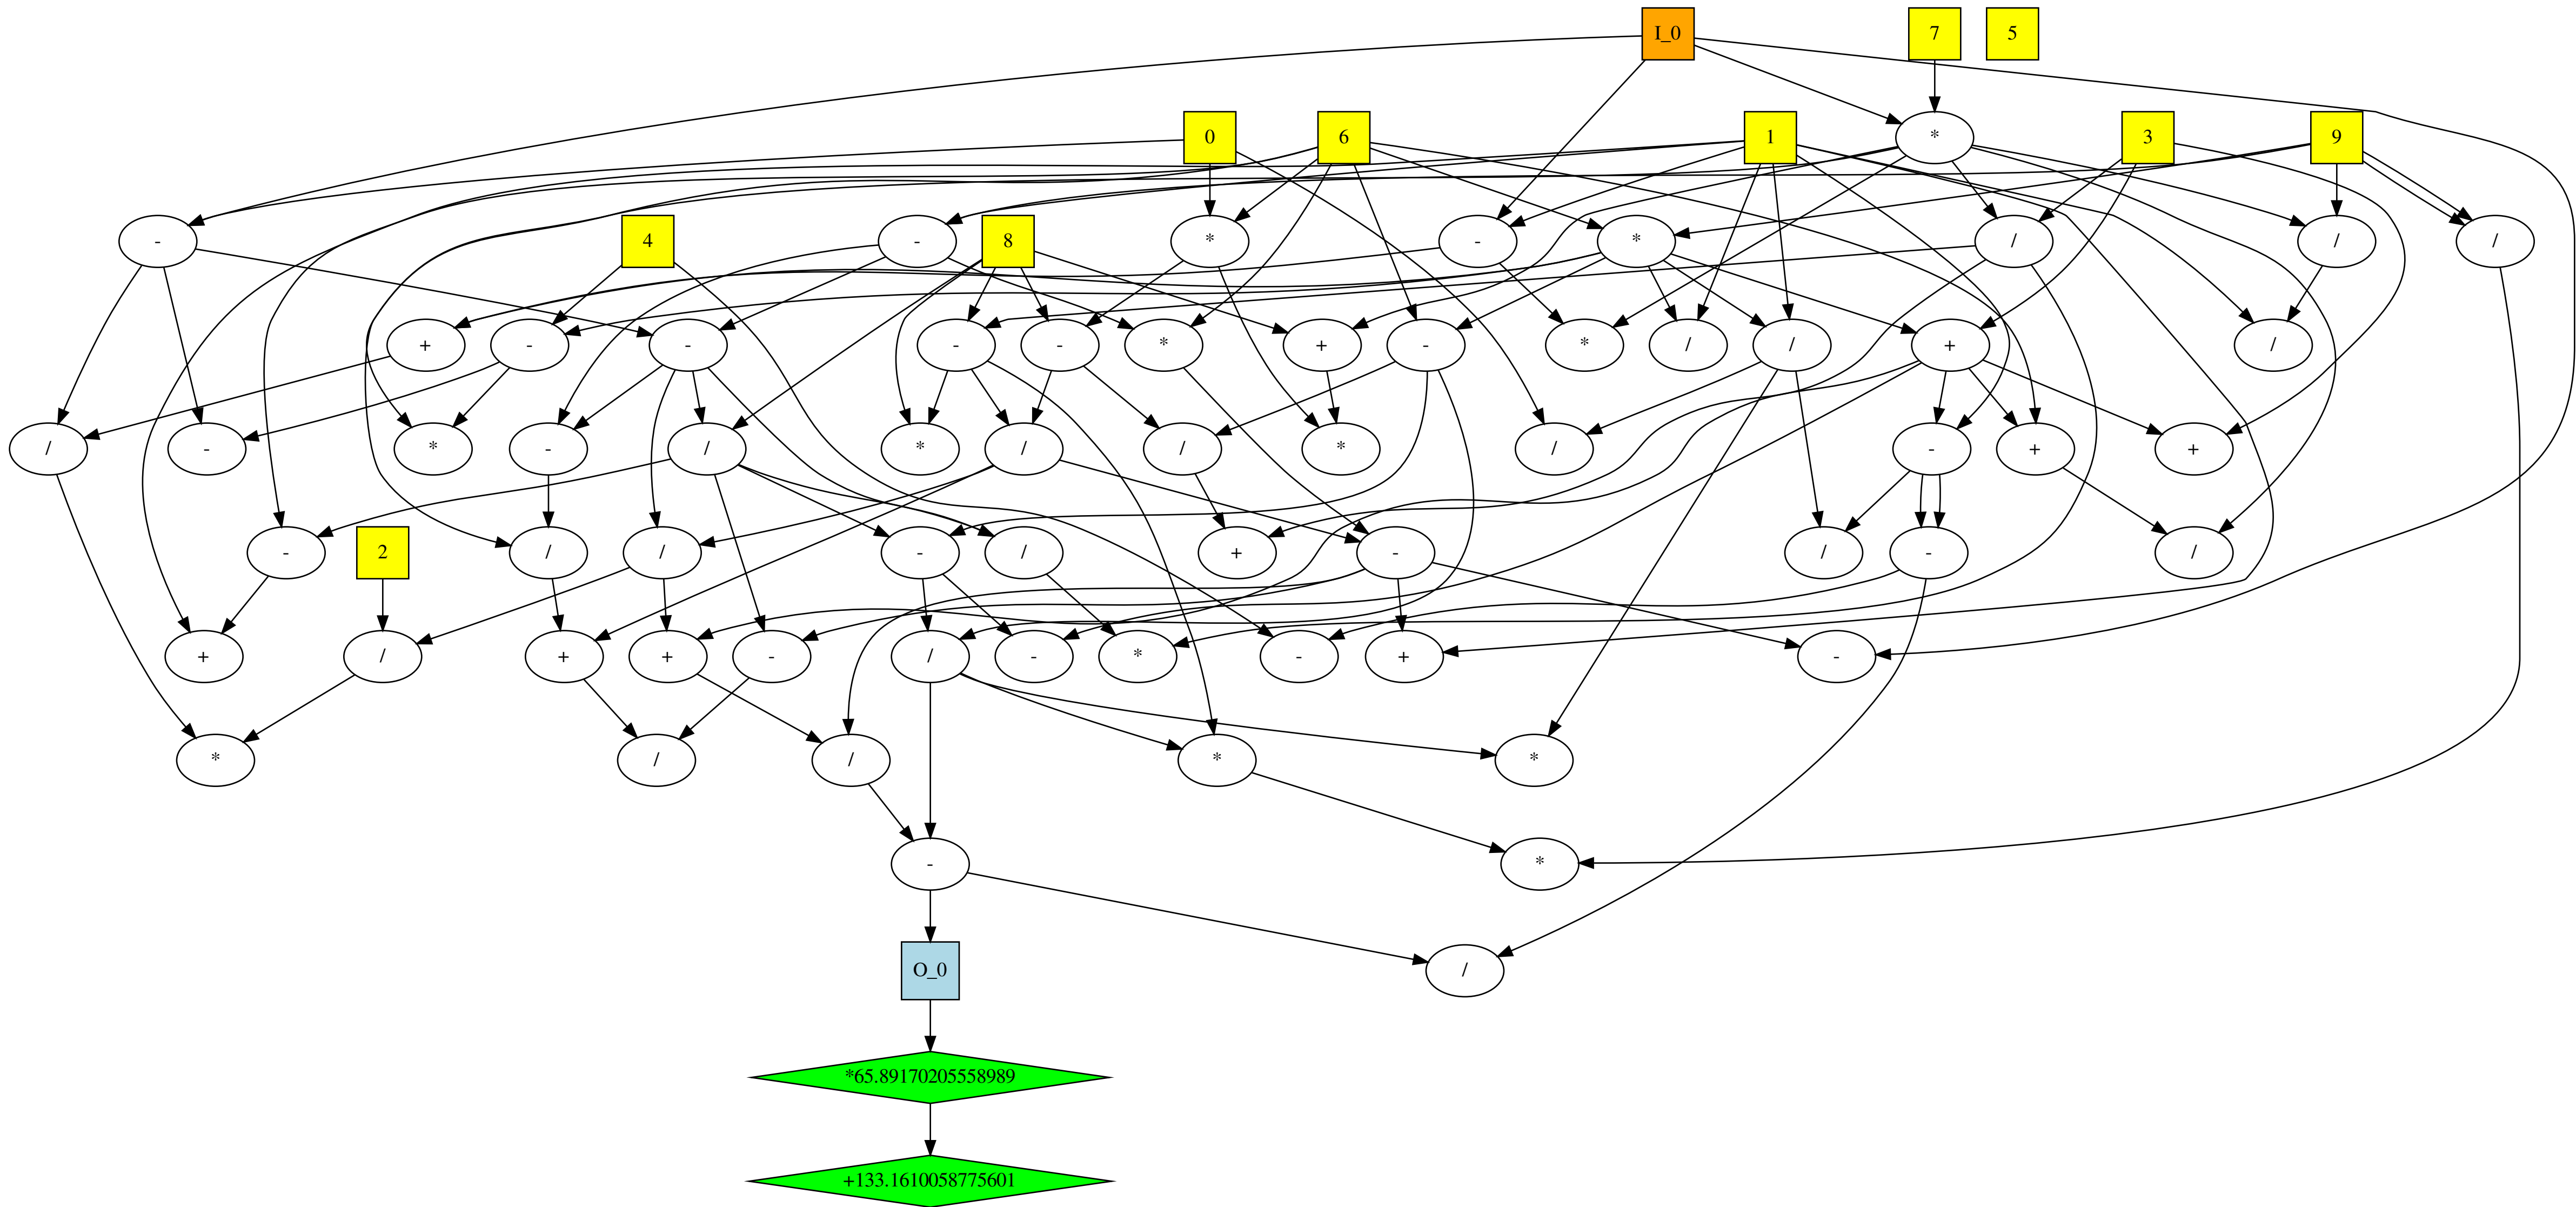 I_0 7 5
0 6 1 * 3 9
- 4 - 8 * - * / / /
+ - - - - * + - * / / + /
/ - * - / * / / * / - + +
- 2 / / - / + - / - /
+ / + + - / - * - + -
* / / * *
- *
O_0 /
*65.89170205558989
+133.1610058775601